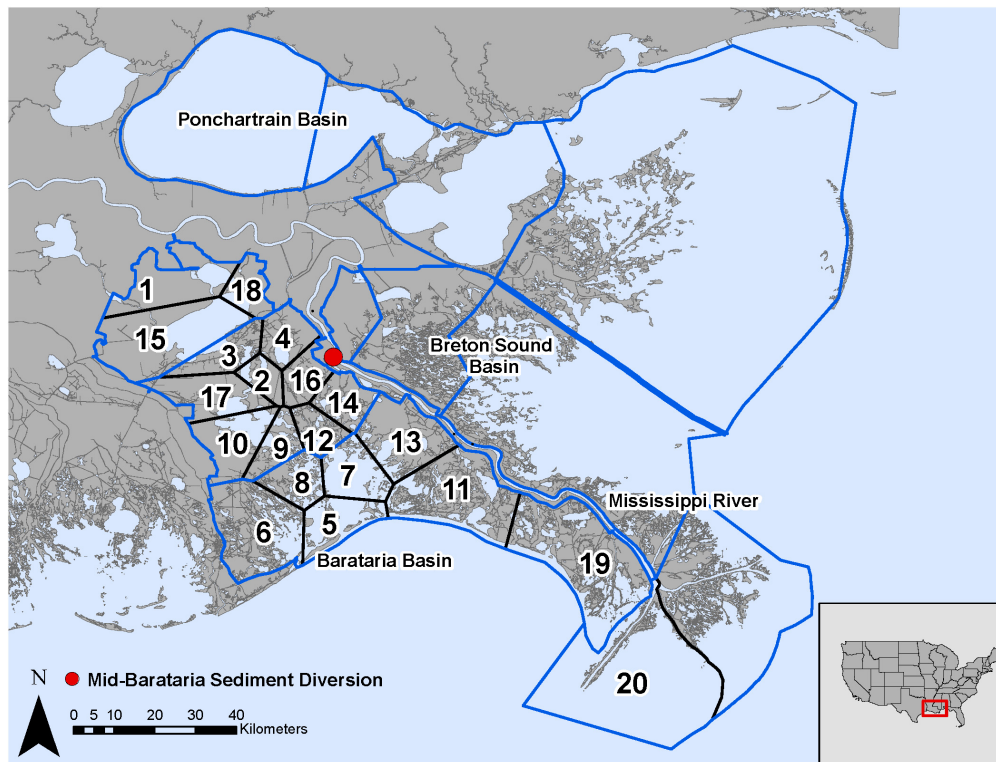 Ponchartrain Basin
1
18
15
4
3
2
16
17
14
10
9
12
13
7
8
11
6
5
Breton Sound
Basin
Mississippi River
Barataria Basin
19
20
N
Mid-Barataria Sediment Diversion
0 5 10 20 30 40
Kilometers